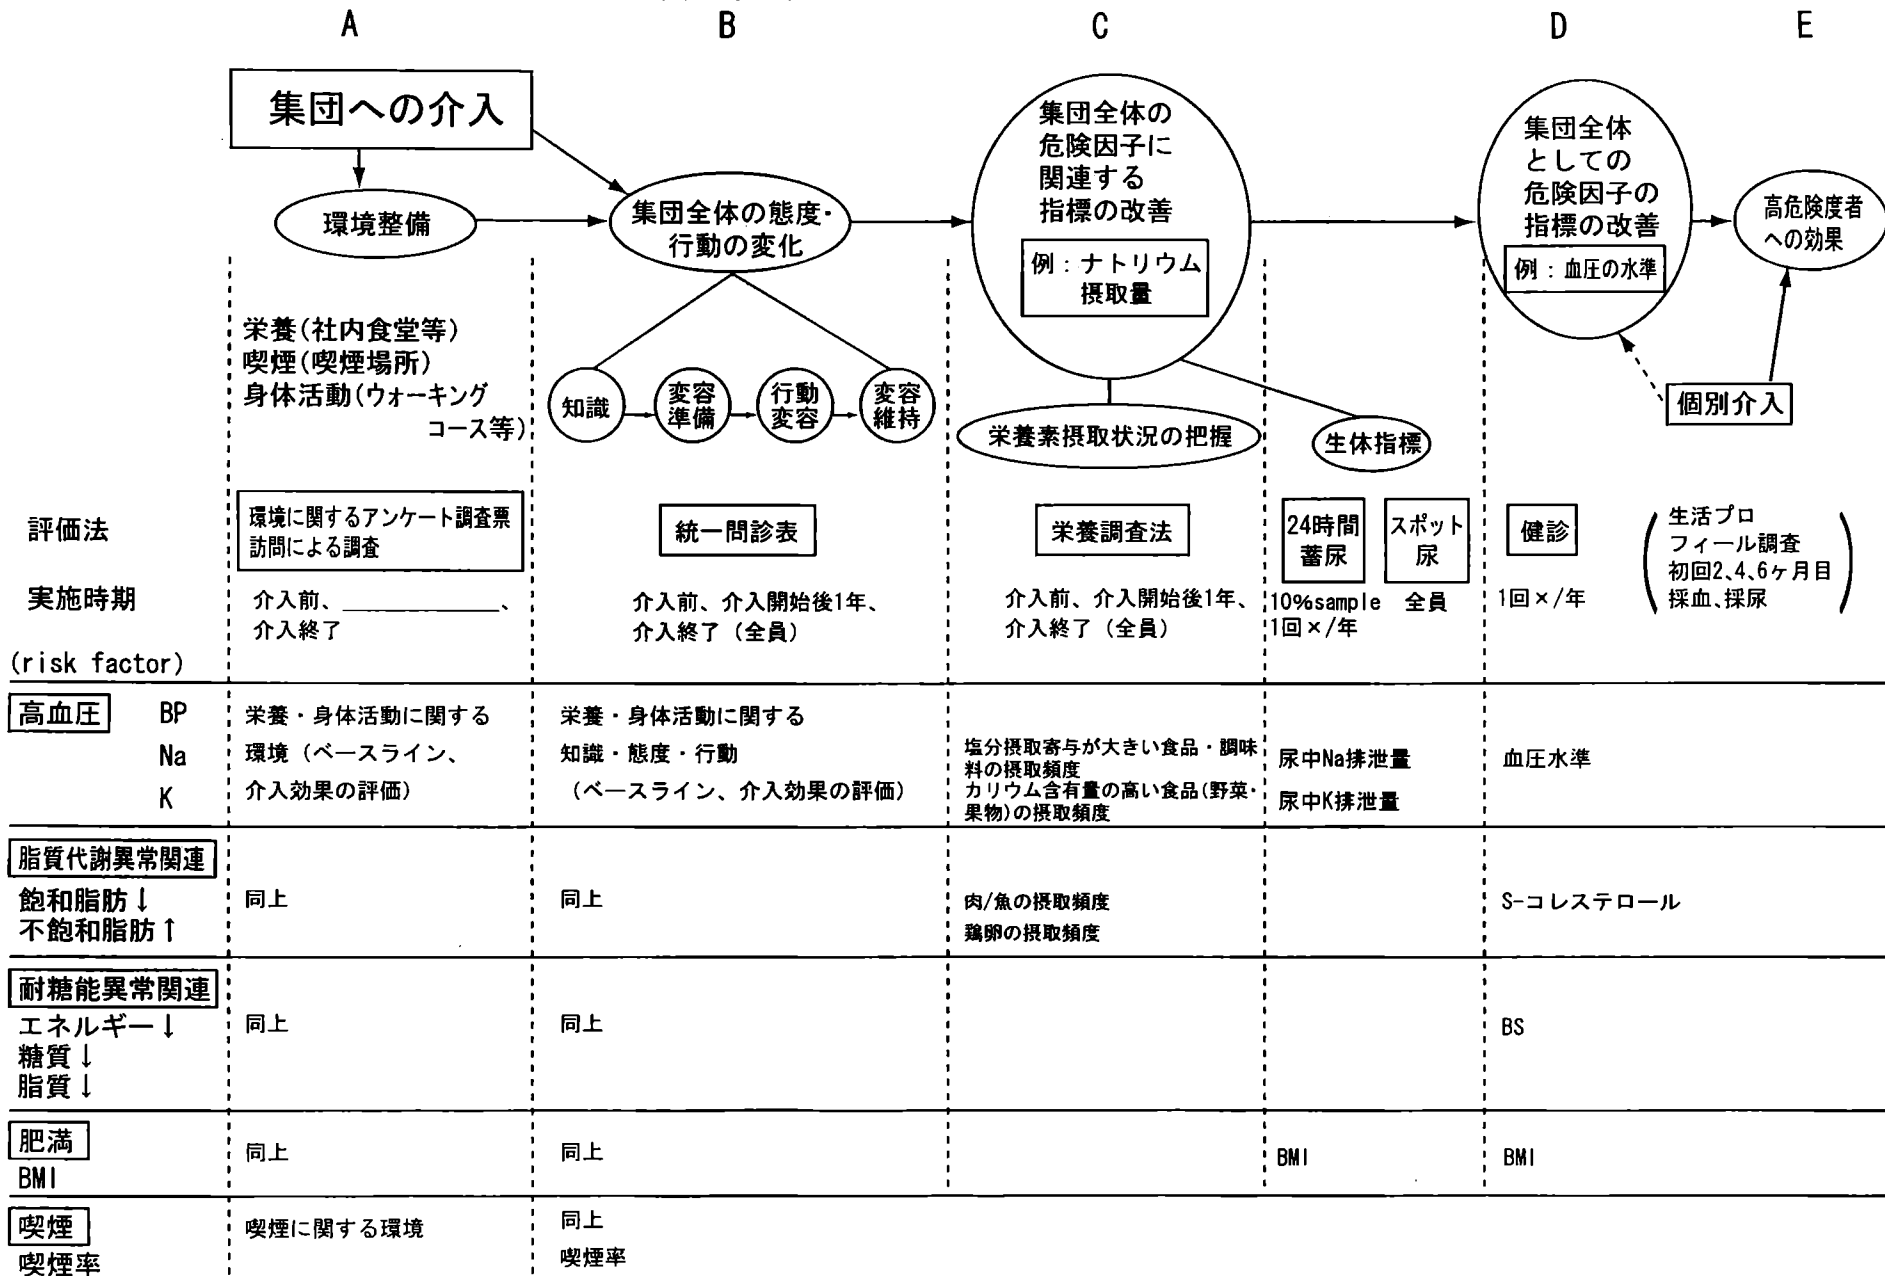 A B C D E
集団への介入
環境整備
集団全体の態度・
行動の変化
集団全体の
危険因子に
関連する
指標の改善
例：ナトリウム
摂取量
集団全体
としての
危険因子の
指標の改善
例：血圧の水準
高危険度者
への効果
栄養(社内食堂等)
喫煙(喫煙場所)
身体活動(ウォーキング
コース等)
知識
変容
準備
行動
変容
変容
維持
栄養素摂取状況の把握
生体指標
個別介入
評価法
環境に関するアンケート調査票
訪問による調査
統一問診表
栄養調査法
24時間
蓄尿
スポット
尿
健診
生活プロ
フィール調査
初回2、4、6ヶ月目
採血、採尿
実施時期
介入前、____________、
介入終了
介入前、介入開始後1年、
介入終了（全員）
介入前、介入開始後1年、
介入終了（全員）
10%sample
1回×/年
全員
1回×/年
(risk factor)
高血圧 BP
Na
K
栄養・身体活動に関する
環境（ベースライン、
介入効果の評価）
栄養・身体活動に関する
知識・態度・行動
（ベースライン、介入効果の評価）
塩分摂取寄与が大きい食品・調味
料の摂取頻度
カリウム含有量の高い食品(野菜・
果物)の摂取頻度
尿中Na排泄量
尿中K排泄量
血圧水準
脂質代謝異常関連
飽和脂肪↓
不飽和脂肪↑
同上
同上
肉/魚の摂取頻度
鶏卵の摂取頻度
S-コレステロール
耐糖能異常関連
エネルギー↓
糖質↓
脂質↓
同上
同上
BS
肥満
BMI
同上
同上
BMI
BMI
喫煙
喫煙率
喫煙に関する環境
同上
喫煙率